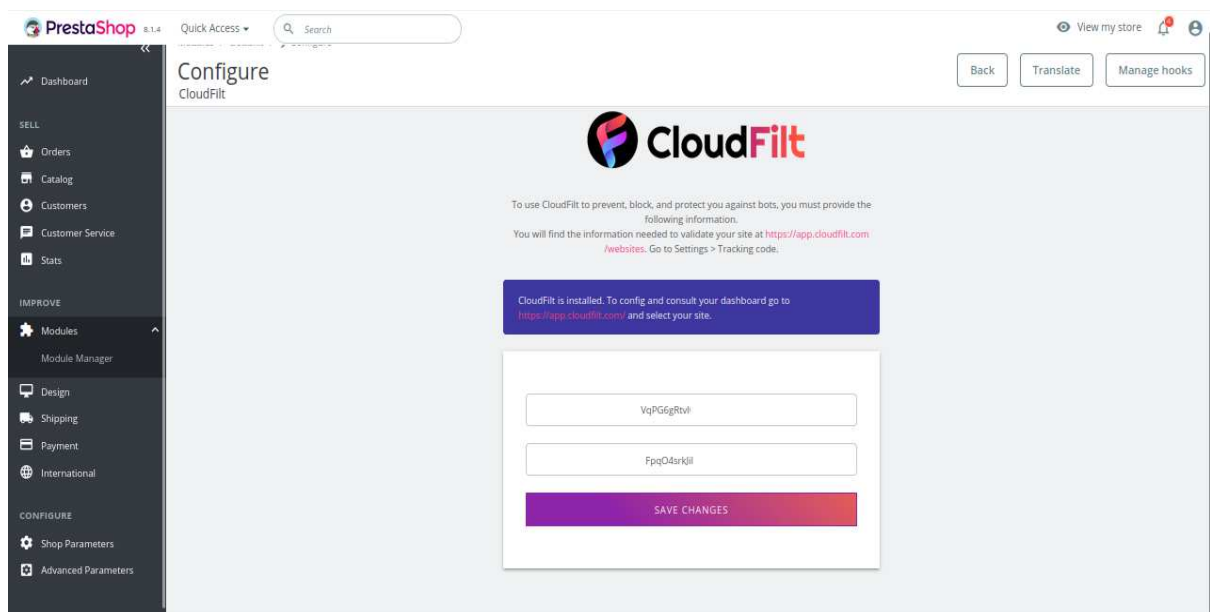 PrestaShop 8.1.4
Quick Access
Search
View my store
Dashboard
SELL
Orders
Catalog
Customers
Customer Service
Stats
IMPROVE
Modules
Module Manager
Design
Shipping
Payment
International
CONFIGURE
Shop Parameters
Advanced Parameters
Configure
CloudFilt
Back
Translate
Manage hooks
CloudFilt
To use CloudFilt to prevent, block, and protect you against bots, you must provide the
following information.
You will find the information needed to validate your site at https://app.cloudfilt.com
/websites. Go to Settings > Tracking code.
CloudFilt is installed. To config and consult your dashboard go to
https://app.cloudfilt.com/ and select your site.
SAVE CHANGES